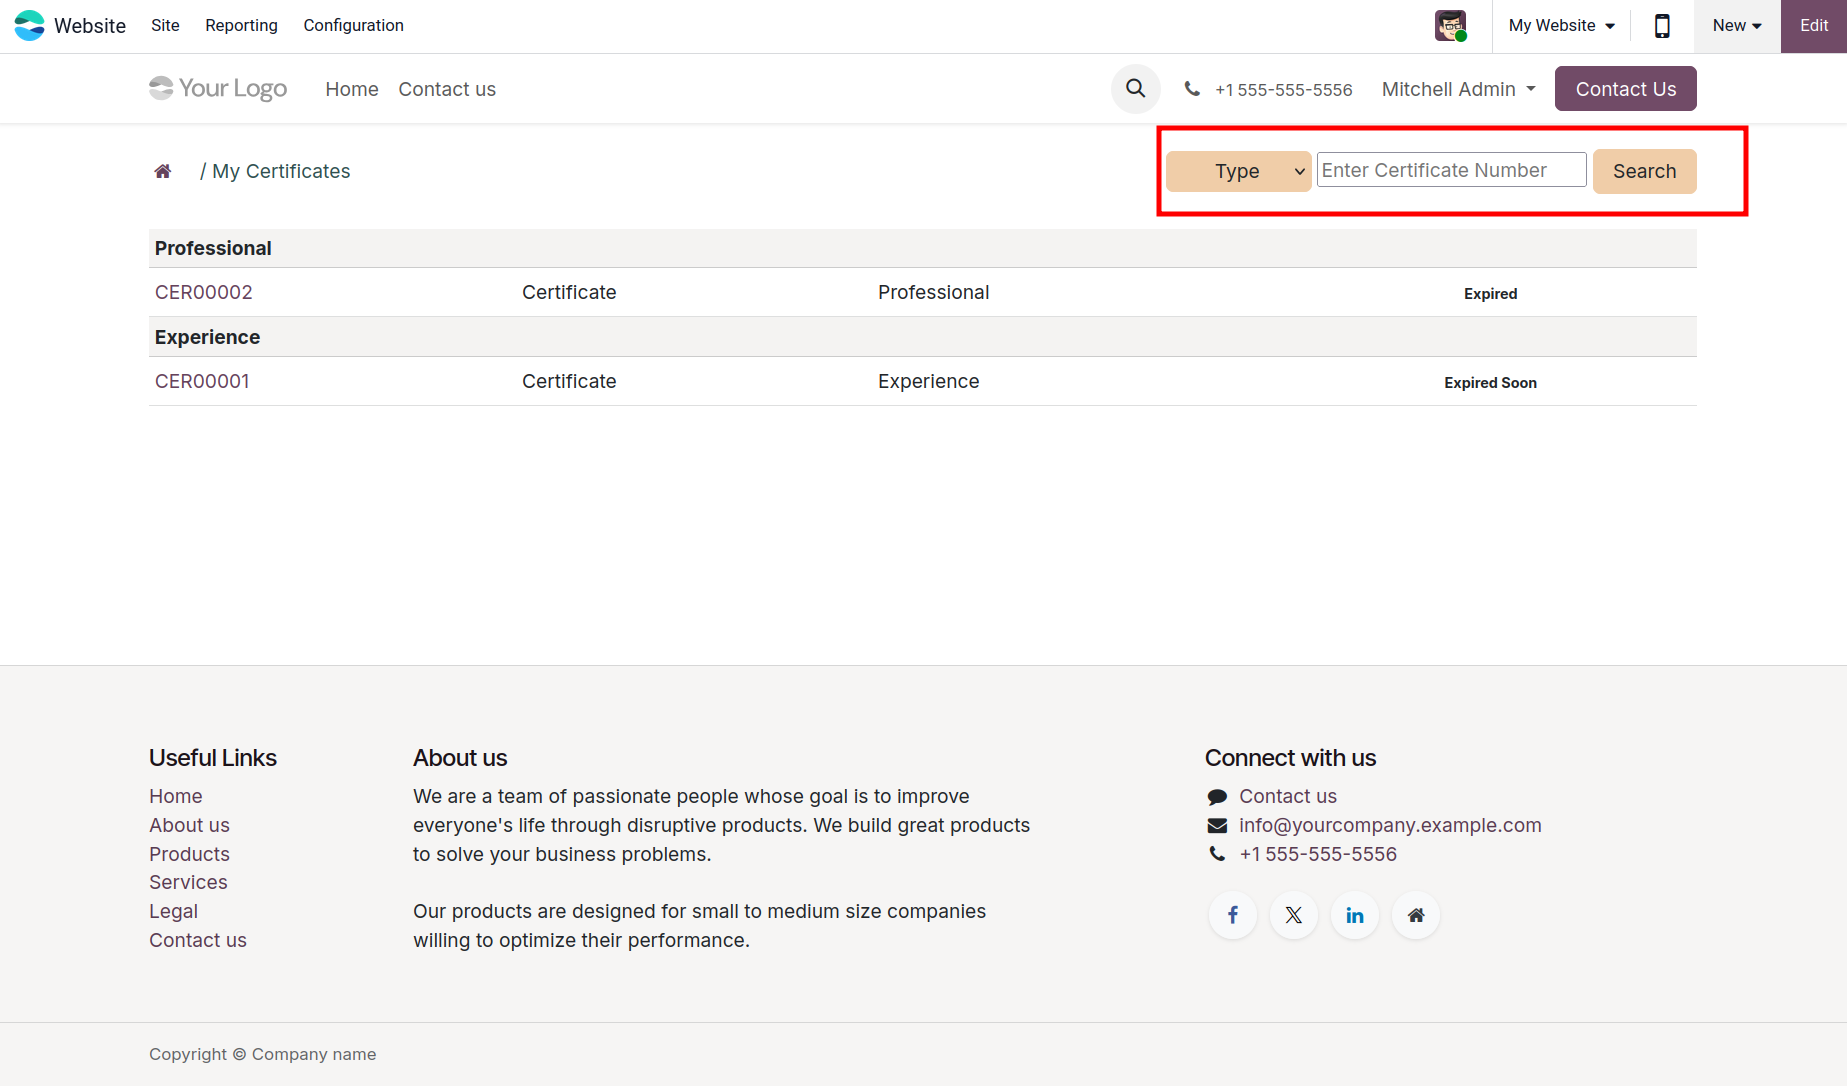 Website Site Reporting Configuration My Website New Edit
Your Logo Home Contact us +1 555-555-5556 Mitchell Admin Contact Us
/ My Certificates Type Enter Certificate Number Search
Professional
CER00002 Certificate Professional Expired
Experience
CER00001 Certificate Experience Expired Soon
Useful Links
Home
About us
Products
Services
Legal
Contact us
About us
We are a team of passionate people whose goal is to improve
everyone's life through disruptive products. We build great products
to solve your business problems.
Our products are designed for small to medium size companies
willing to optimize their performance.
Connect with us
Contact us
info@yourcompany.example.com
+1 555-555-5556
Copyright © Company name